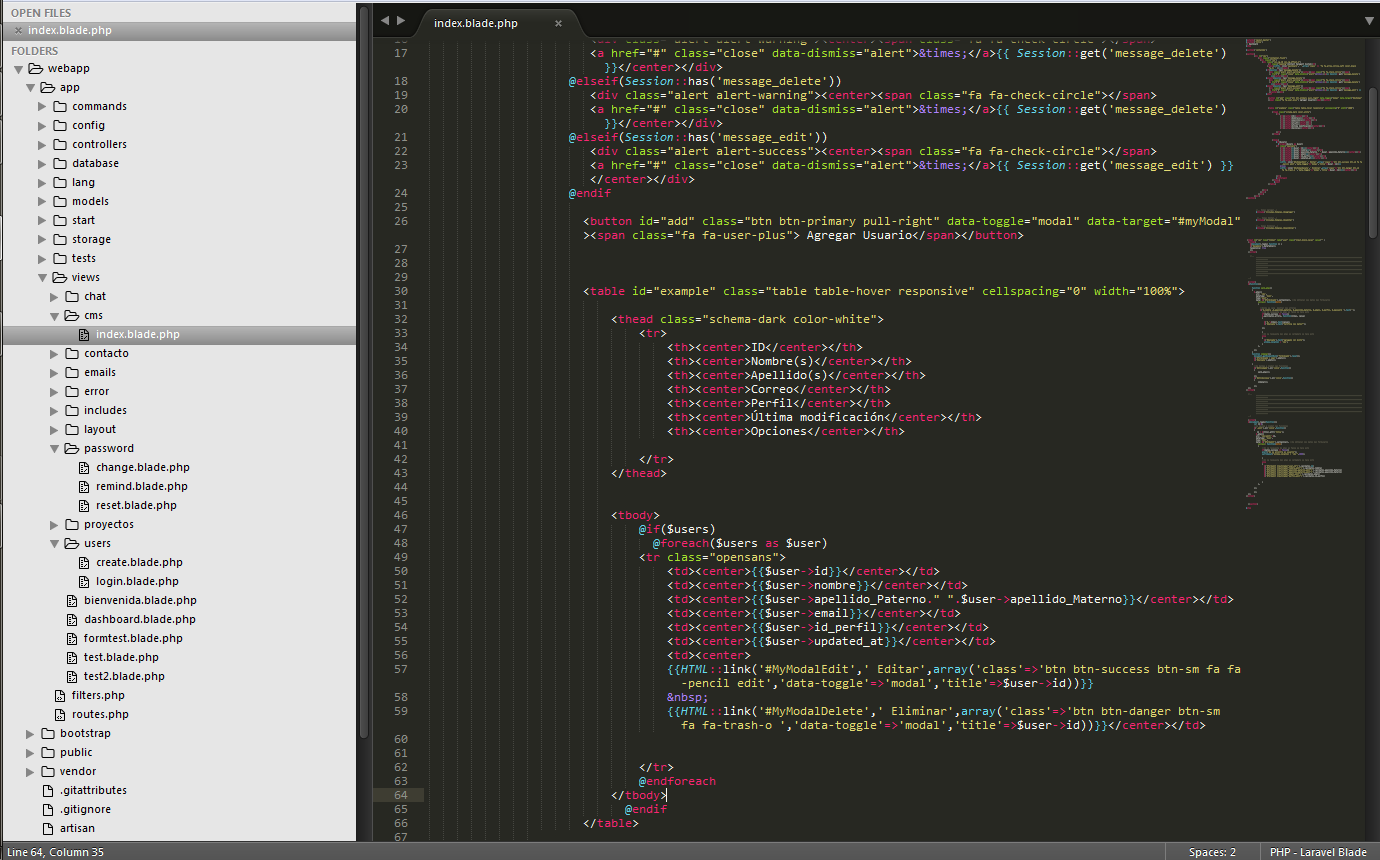 OPEN FILES
× index.blade.php
FOLDERS
webapp
app
commands
config
controllers
database
lang
models
start
storage
tests
views
chat
cms
index.blade.php
contacto
emails
error
includes
layout
password
change.blade.php
remind.blade.php
reset.blade.php
proyectos
users
create.blade.php
login.blade.php
bienvenida.blade.php
dashboard.blade.php
formtest.blade.php
test.blade.php
test2.blade.php
filters.php
routes.php
bootstrap
public
vendor
.gitattributes
.gitignore
artisan
index.blade.php ×
17 <a href="#" class="close" data-dismiss="alert">&times;</a>{{ Session::get('message_delete')
}}</center></div>
18 @elseif(Session::has('message_delete'))
19 <div class="alert alert-warning"><center><span class="fa fa-check-circle"></span>
20 <a href="#" class="close" data-dismiss="alert">&times;</a>{{ Session::get('message_delete')
}}</center></div>
21 @elseif(Session::has('message_edit'))
22 <div class="alert alert-success"><center><span class="fa fa-check-circle"></span>
23 <a href="#" class="close" data-dismiss="alert">&times;</a>{{ Session::get('message_edit') }}
</center></div>
24 @endif
25
26 <button id="add" class="btn btn-primary pull-right" data-toggle="modal" data-target="#myModal"
><span class="fa fa-user-plus"> Agregar Usuario</span></button>
27
28
29
30 <table id="example" class="table table-hover responsive" cellspacing="0" width="100%">
31
32 <thead class="schema-dark color-white">
33 <tr>
34 <th><center>ID</center></th>
35 <th><center>Nombre(s)</center></th>
36 <th><center>Apellido(s)</center></th>
37 <th><center>Correo</center></th>
38 <th><center>Perfil</center></th>
39 <th><center>Última modificación</center></th>
40 <th><center>Opciones</center></th>
41
42 </tr>
43 </thead>
44
45
46 <tbody>
47 @if($users)
48 @foreach($users as $user)
49 <tr class="opensans">
50 <td><center>{{$user->id}}</center></td>
51 <td><center>{{$user->nombre}}</center></td>
52 <td><center>{{$user->apellido_Paterno." ".$user->apellido_Materno}}</center></td>
53 <td><center>{{$user->email}}</center></td>
54 <td><center>{{$user->id_perfil}}</center></td>
55 <td><center>{{$user->updated_at}}</center></td>
56 <td><center>
57 {{HTML::link('#MyModalEdit',' Editar',array('class'=>'btn btn-success btn-sm fa fa
-pencil edit','data-toggle'=>'modal','title'=>$user->id))}}
58 &nbsp;
59 {{HTML::link('#MyModalDelete',' Eliminar',array('class'=>'btn btn-danger btn-sm
fa fa-trash-o ','data-toggle'=>'modal','title'=>$user->id))}}</center></td>
60
61
62 </tr>
63 @endforeach
64 </tbody>
65 @endif
66 </table>
67
Line 64, Column 35
Spaces: 2
PHP - Laravel Blade